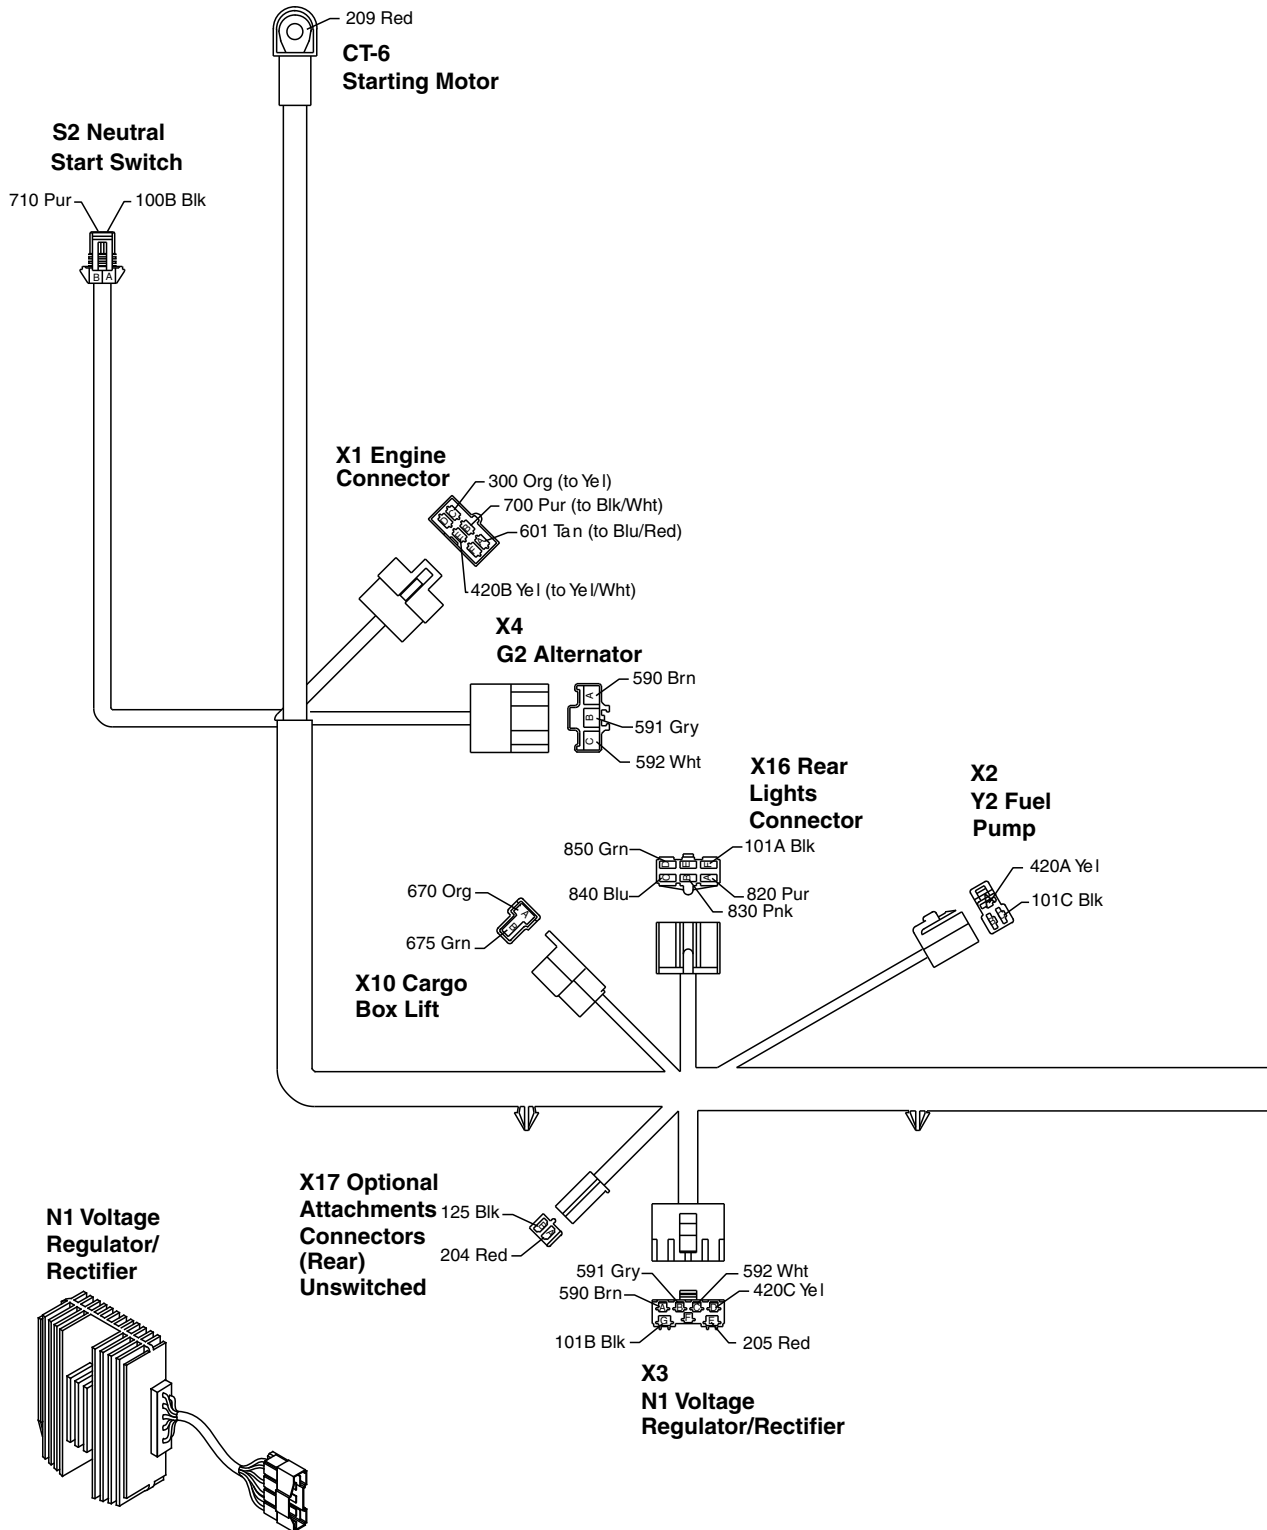 209 Red
CT-6
Starting Motor
S2 Neutral
Start Switch
710 Pur
100B Blk
B A
X1 Engine
Connector
300 Org (to Yel)
700 Pur (to Blk/Wht)
601 Tan (to Blu/Red)
420B Yel (to Yel/Wht)
X4
G2 Alternator
590 Brn
591 Gry
592 Wht
A
B
C
X16 Rear
Lights
Connector
850 Grn
101A Blk
840 Blu
820 Pur
830 Pnk
X2
Y2 Fuel
Pump
420A Yel
101C Blk
670 Org
675 Grn
A
B
X10 Cargo
Box Lift
X17 Optional
Attachments
Connectors
(Rear)
Unswitched
125 Blk
204 Red
N1 Voltage
Regulator/
Rectifier
591 Gry
592 Wht
590 Brn
420C Yel
101B Blk
205 Red
X3
N1 Voltage
Regulator/Rectifier